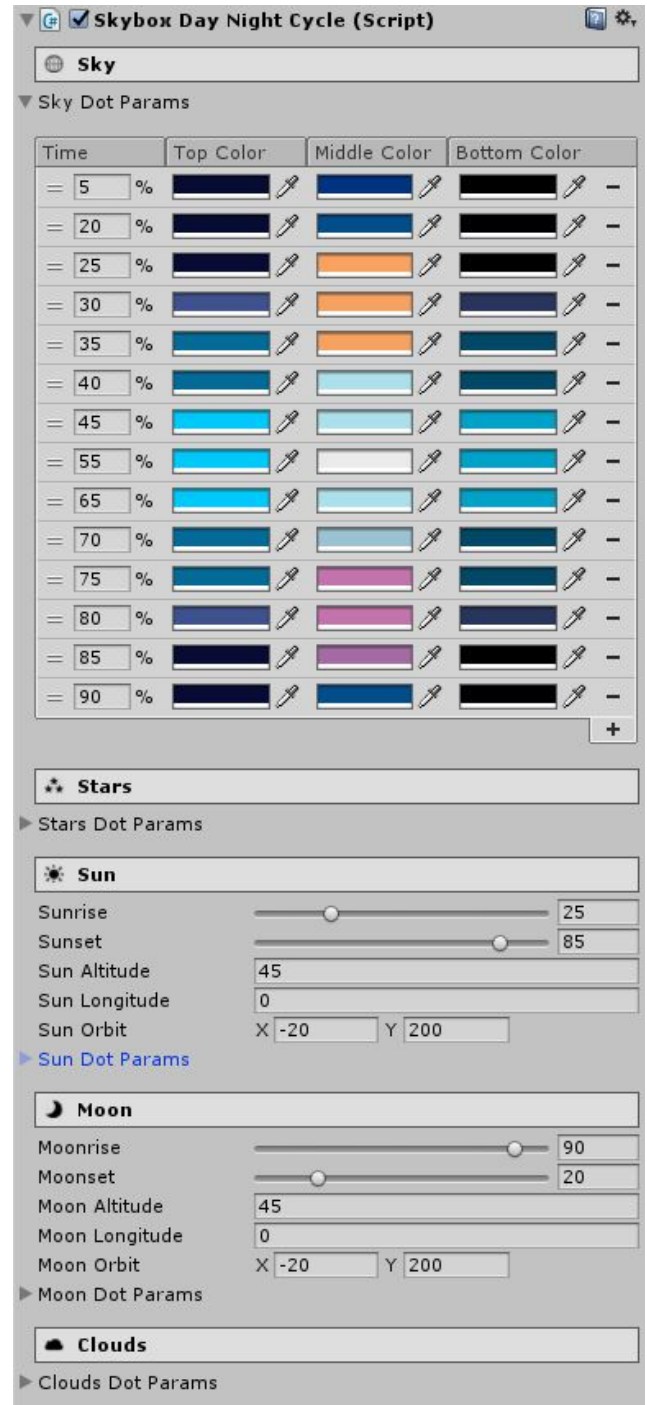 Skybox Day Night Cycle (Script)
Sky
Sky Dot Params
Time Top Color Middle Color Bottom Color
= 5 % −
= 20 % −
= 25 % −
= 30 % −
= 35 % −
= 40 % −
= 45 % −
= 55 % −
= 65 % −
= 70 % −
= 75 % −
= 80 % −
= 85 % −
= 90 % −
+
Stars
Stars Dot Params
Sun
Sunrise 25
Sunset 85
Sun Altitude 45
Sun Longitude 0
Sun Orbit X -20 Y 200
Sun Dot Params
Moon
Moonrise 90
Moonset 20
Moon Altitude 45
Moon Longitude 0
Moon Orbit X -20 Y 200
Moon Dot Params
Clouds
Clouds Dot Params